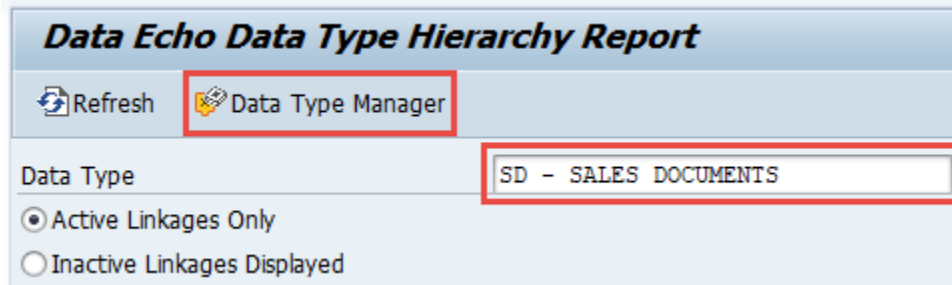 Data Echo Data Type Hierarchy Report
Refresh Data Type Manager
Data Type SD - SALES DOCUMENTS
Active Linkages Only
Inactive Linkages Displayed